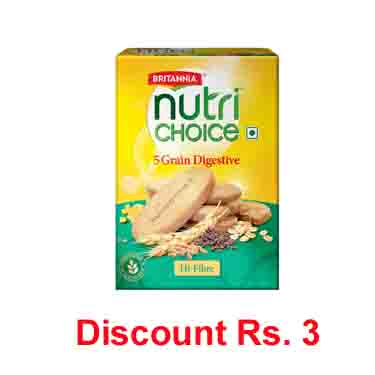 BRITANNIA
nutri
CHOICE
5 Grain Digestive
Hi-Fibre
Discount Rs. 3